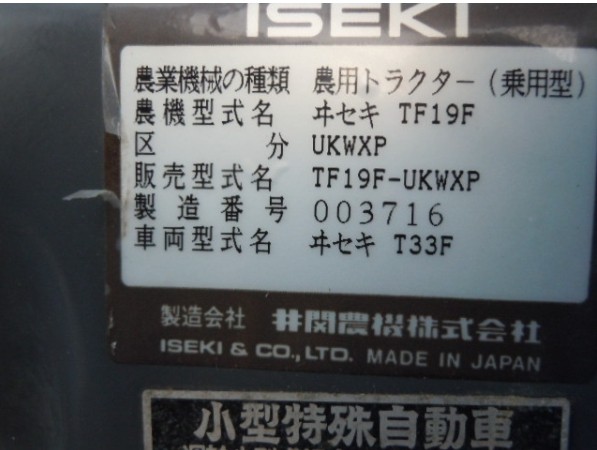 ISEKI
農業機械の種類 農用トラクター(乗用型)
農機型式名 ヰセキ TF19F
区分 UKWXP
販売型式名 TF19F-UKWXP
製造番号 003716
車両型式名 ヰセキ T33F
製造会社 井関農機株式会社
ISEKI & CO.,LTD. MADE IN JAPAN
小型特殊自動車